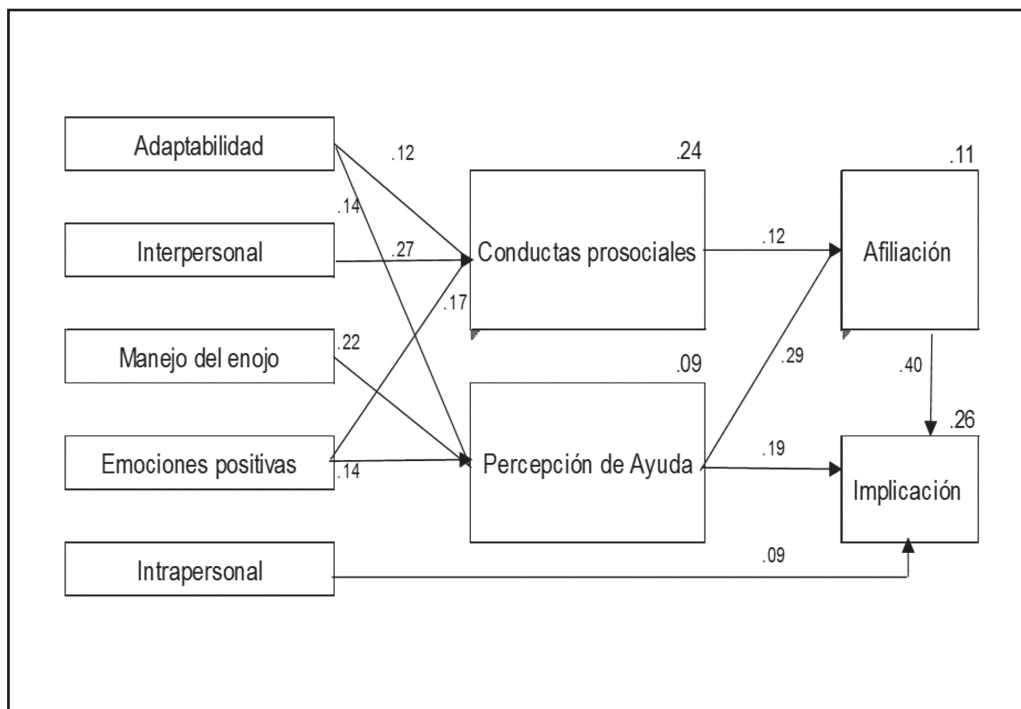 Adaptabilidad
.12
.24
.11
.14
Interpersonal
.27
Conductas prosociales
.12
Afiliación
.17
Manejo del enojo
.22
.09
.29
.40
Emociones positivas
.14
Percepción de Ayuda
.19
.26
Implicación
Intrapersonal
.09